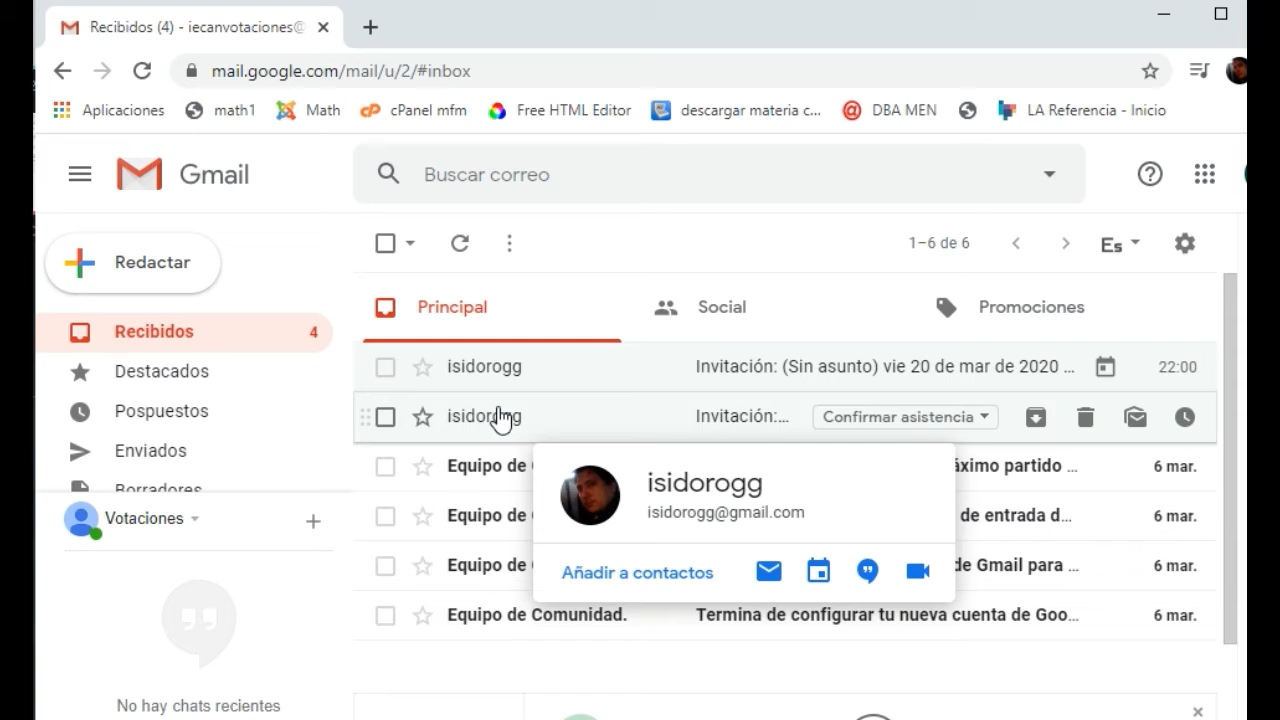 Recibidos (4) - iecanvotaciones@
mail.google.com/mail/u/2/#inbox
Aplicaciones math1 Math cPanel mfm Free HTML Editor descargar materia c... DBA MEN LA Referencia - Inicio
Gmail Buscar correo
Redactar 1–6 de 6 Es
Principal Social Promociones
Recibidos 4
Destacados
Pospuestos
Enviados
Borradores
isidorogg Invitación: (Sin asunto) vie 20 de mar de 2020 ... 22:00
isidorogg Invitación:... Confirmar asistencia
Equipo de áximo partido ... 6 mar.
Equipo de de entrada d... 6 mar.
Equipo de de Gmail para ... 6 mar.
Equipo de Comunidad. Termina de configurar tu nueva cuenta de Goo... 6 mar.
isidorogg
isidorogg@gmail.com
Añadir a contactos
Votaciones
No hay chats recientes